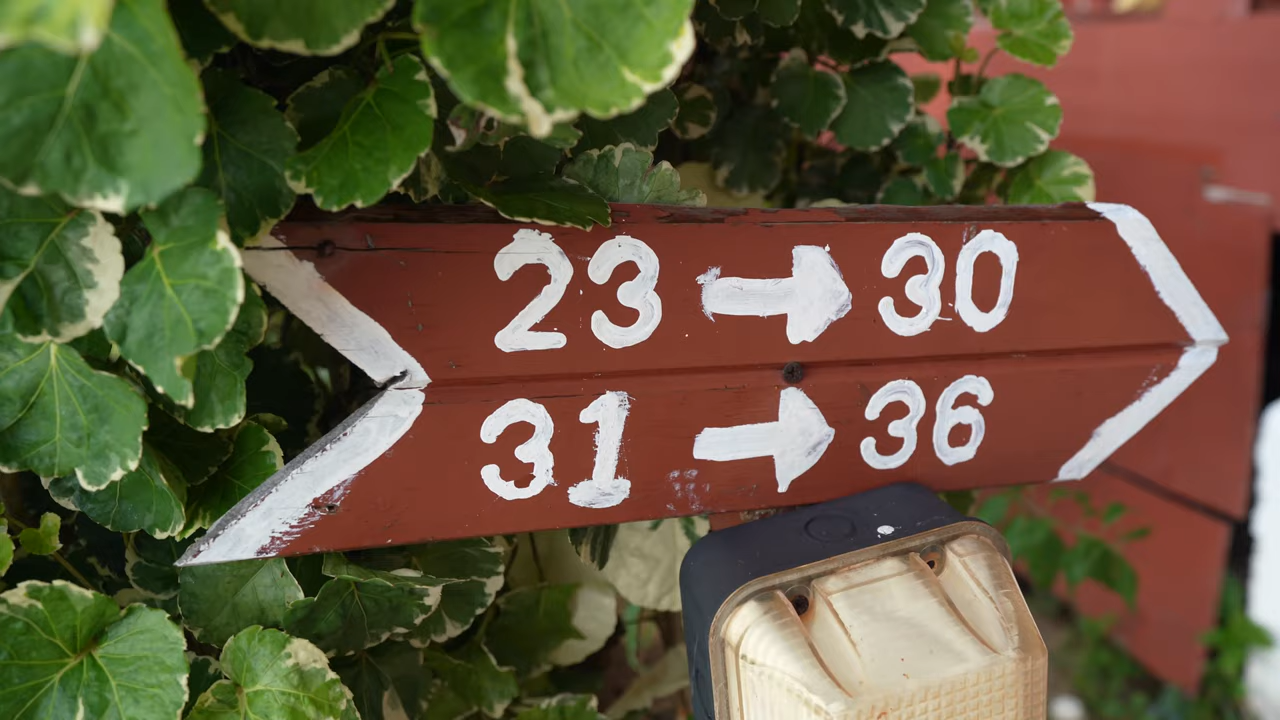 23 → 30
31 → 36